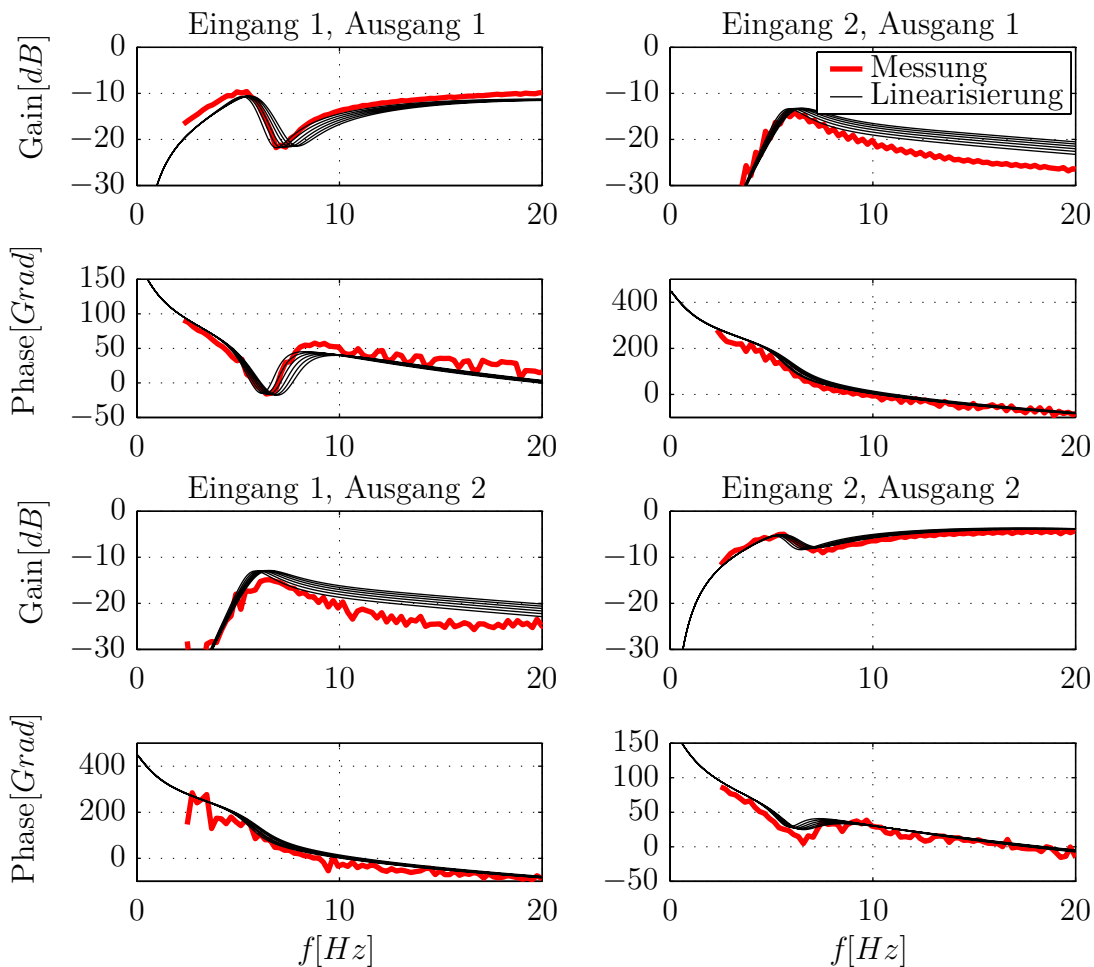 Eingang 1, Ausgang 1
Gain[dB]
0
−10
−20
−30
0 10 20
Eingang 2, Ausgang 1
Messung
Linearisierung
0
−10
−20
−30
0 10 20
Phase[Grad]
150
100
50
0
−50
0 10 20
400
200
0
0 10 20
Eingang 1, Ausgang 2
Gain[dB]
0
−10
−20
−30
0 10 20
Eingang 2, Ausgang 2
0
−10
−20
−30
0 10 20
Phase[Grad]
400
200
0
0 10 20
f[Hz]
150
100
50
0
−50
0 10 20
f[Hz]